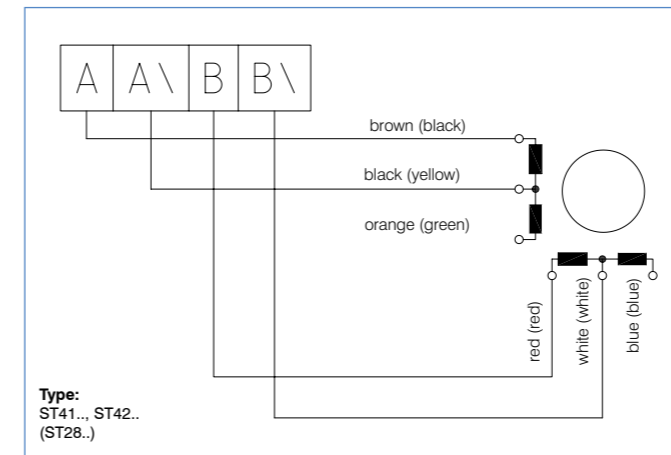 A A\ B B\
brown (black)
black (yellow)
orange (green)
red (red)
white (white)
blue (blue)
Type:
ST41.., ST42..
(ST28..)